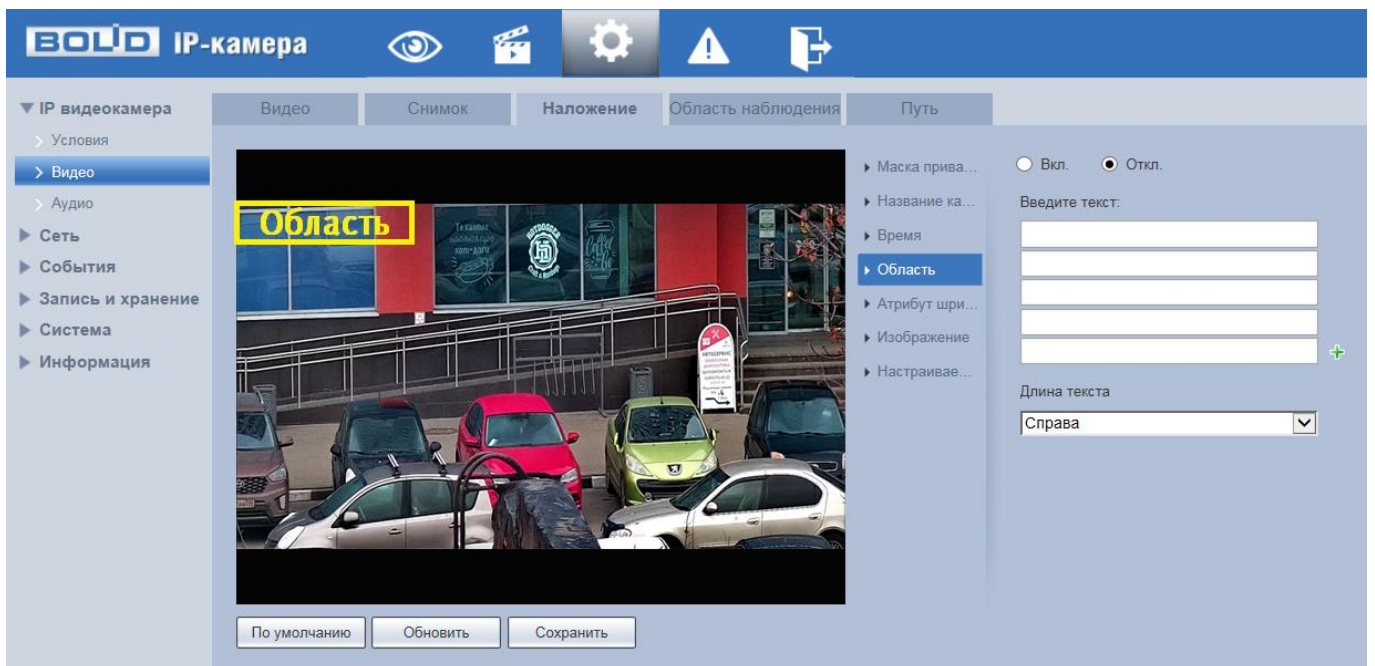 BOLID IP-камера
IP видеокамера
Условия
Видео
Аудио
Сеть
События
Запись и хранение
Система
Информация
Видео
Снимок
Наложение
Область наблюдения
Путь
Область
HOTDOGGER
АВТОСЕРВИС
Маска прива...
Название ка...
Время
Область
Атрибут шри...
Изображение
Настраивае...
Вкл.
Откл.
Введите текст:
Длина текста
Справа
По умолчанию
Обновить
Сохранить